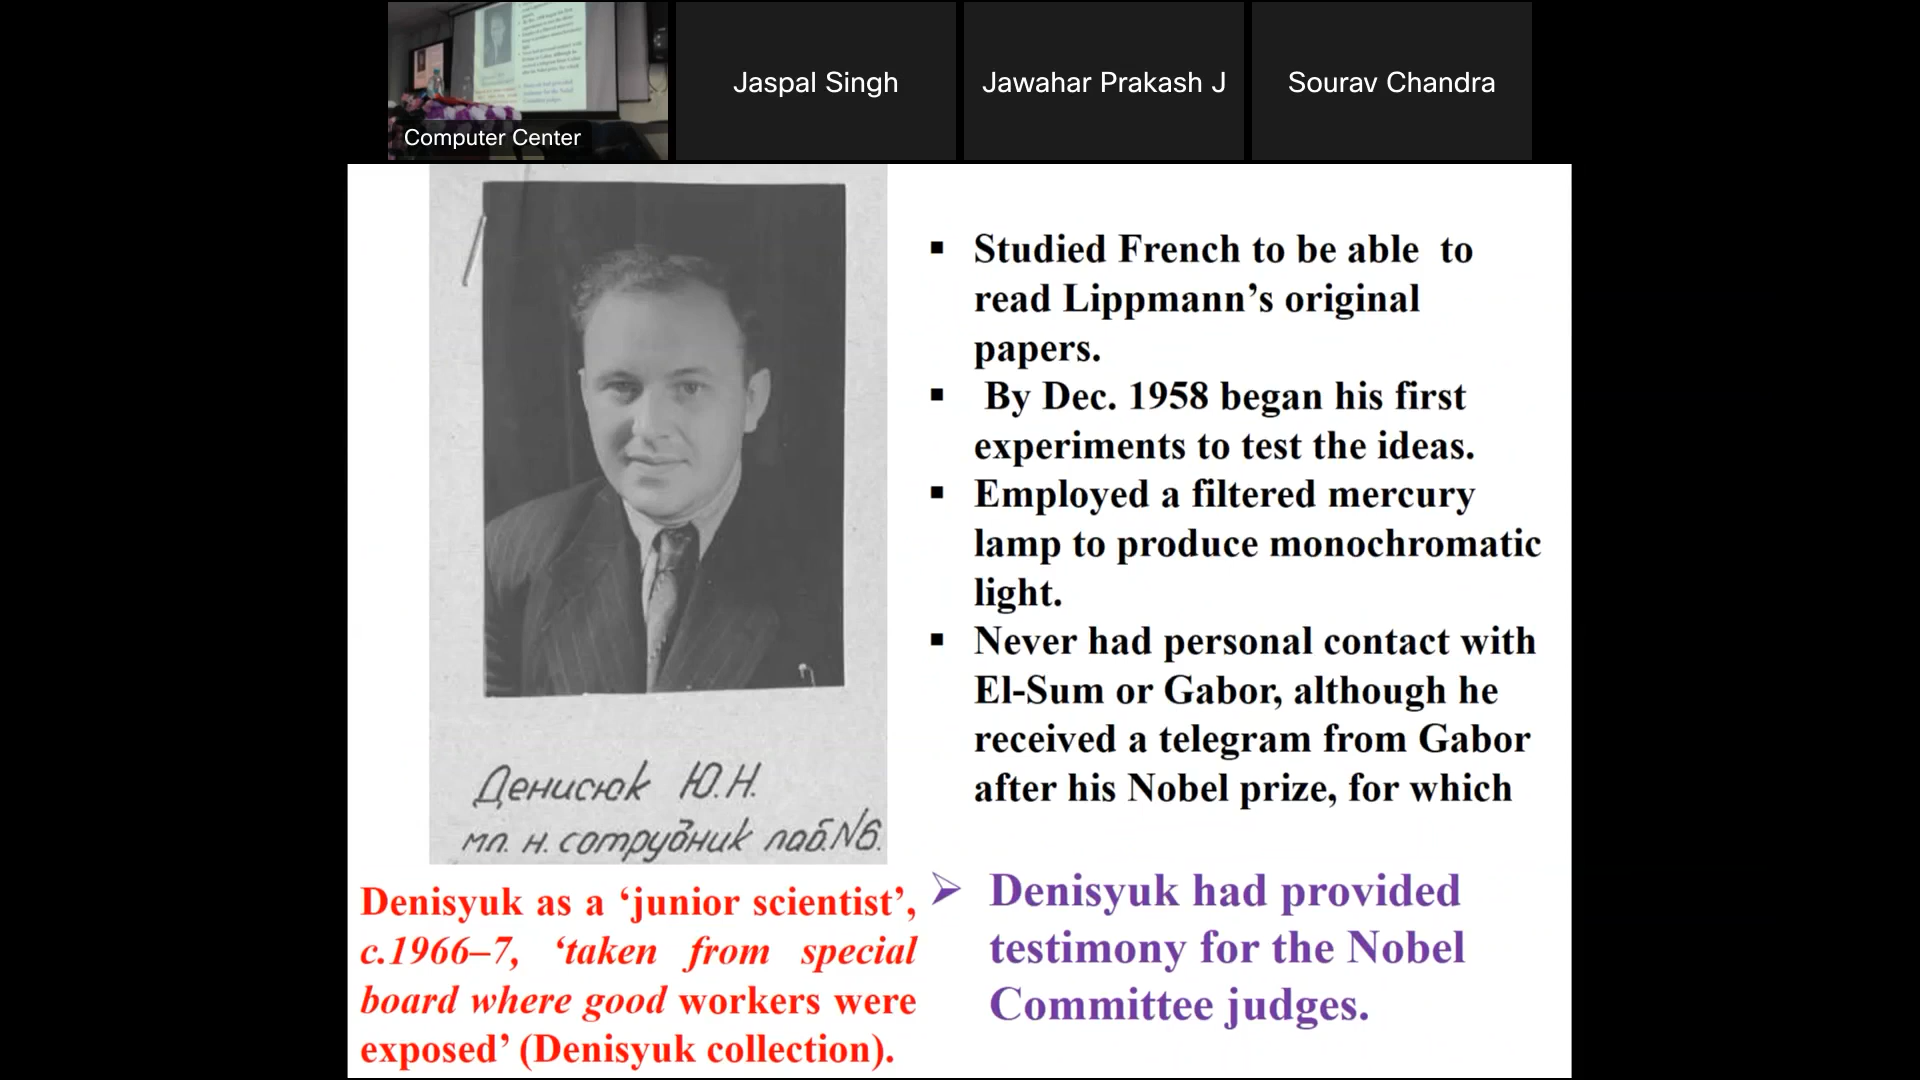 Computer Center
Jaspal Singh
Jawahar Prakash J
Sourav Chandra
Денисюк Ю.Н.
мл. н. сотрудник лаб.№6.
Denisyuk as a ‘junior scientist’,
c.1966–7, ‘taken from special
board where good workers were
exposed’ (Denisyuk collection).
▪ Studied French to be able to
read Lippmann’s original
papers.
▪ By Dec. 1958 began his first
experiments to test the ideas.
▪ Employed a filtered mercury
lamp to produce monochromatic
light.
▪ Never had personal contact with
El-Sum or Gabor, although he
received a telegram from Gabor
after his Nobel prize, for which
➢ Denisyuk had provided
testimony for the Nobel
Committee judges.